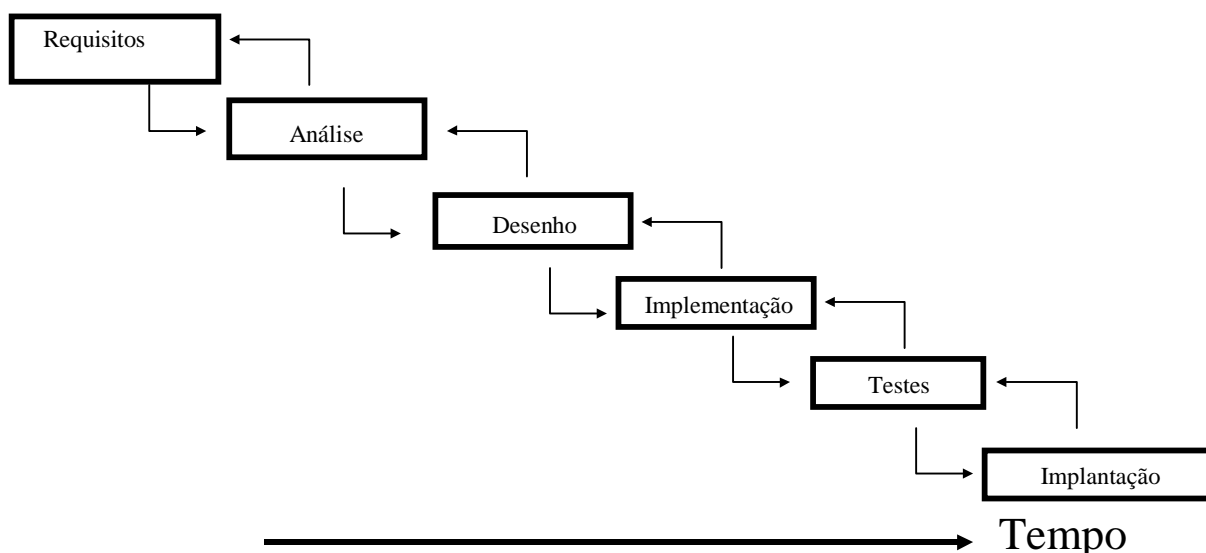 Requisitos
Análise
Desenho
Implementação
Testes
Implantação
Tempo